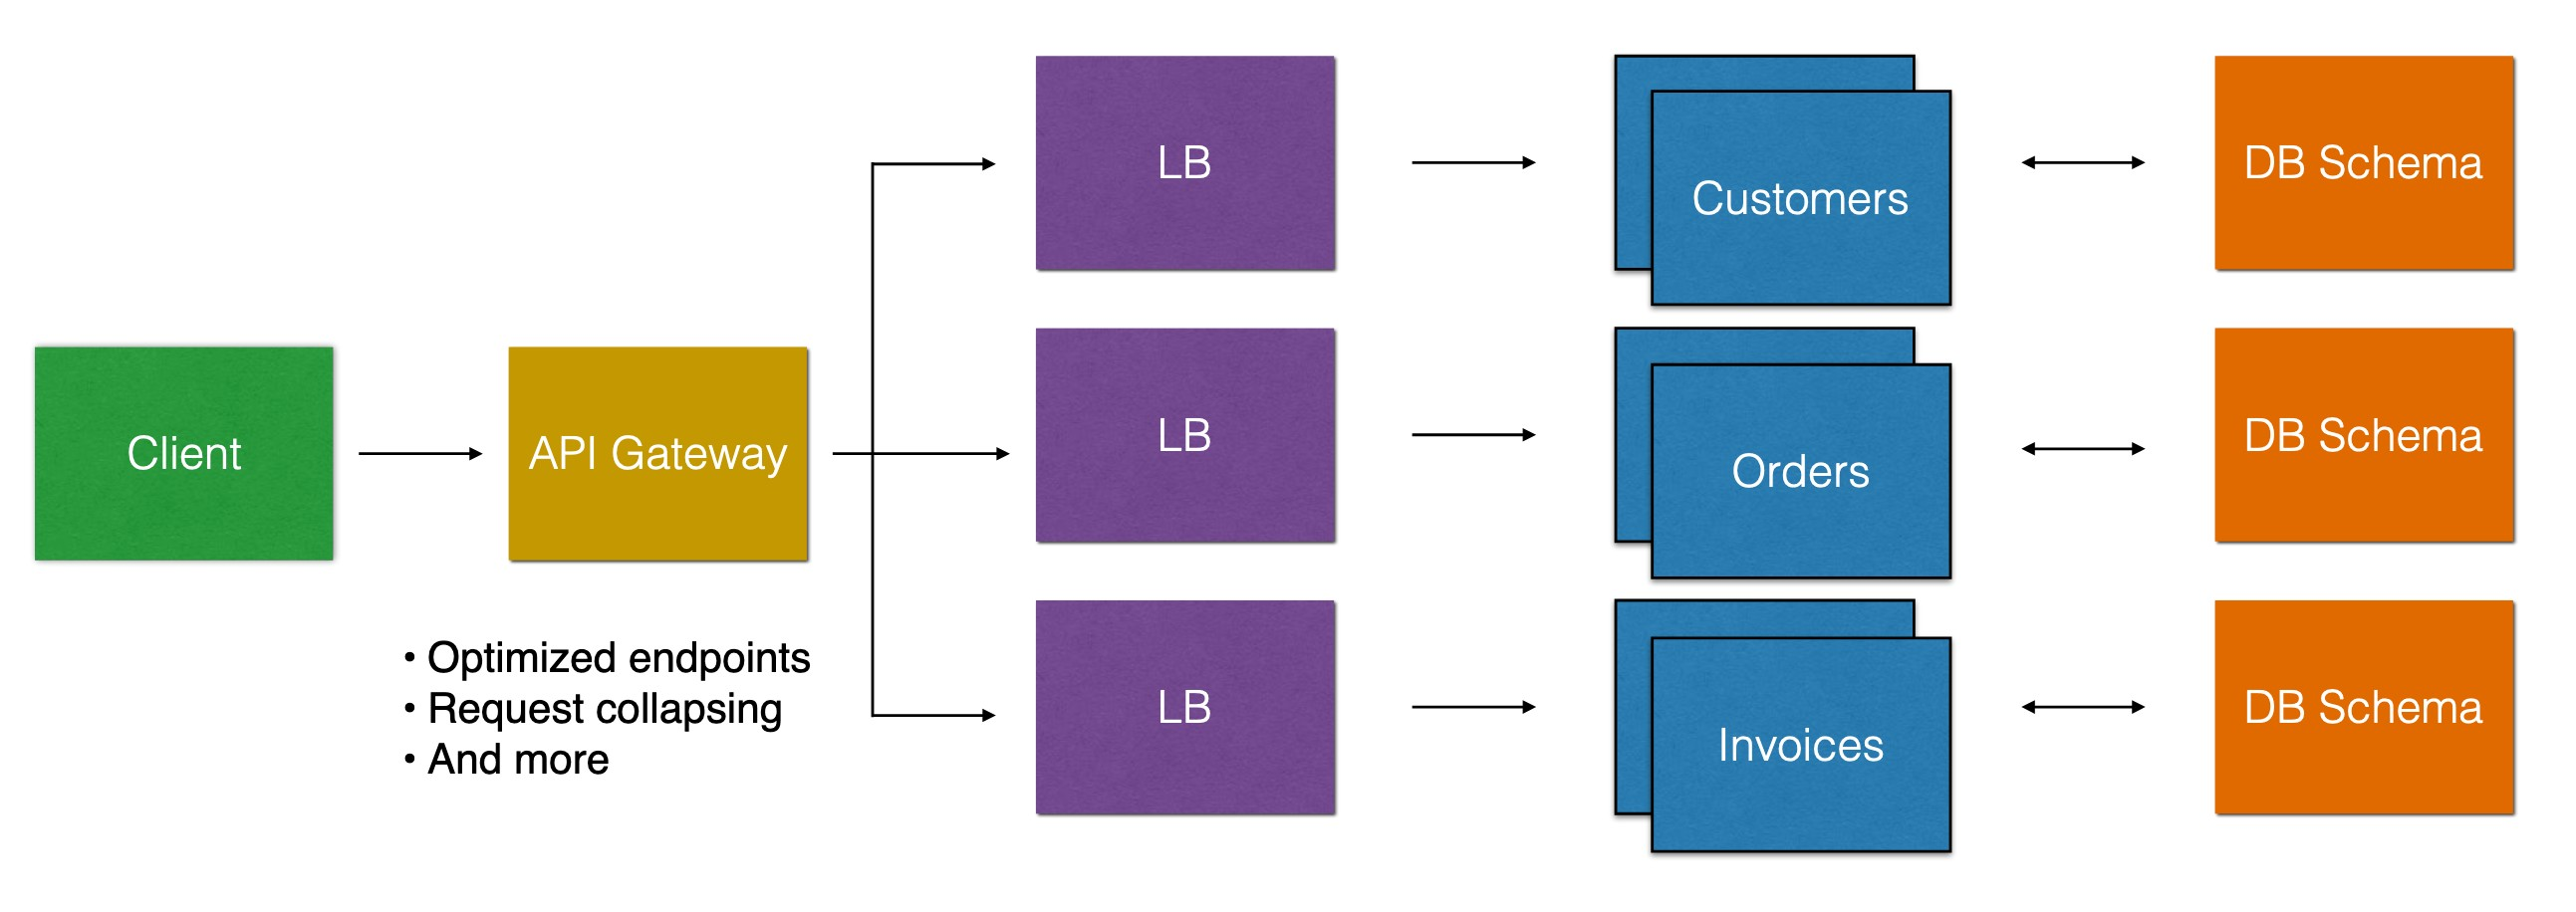 LB
Customers
DB Schema
Client
API Gateway
LB
Orders
DB Schema
• Optimized endpoints
• Request collapsing
• And more
LB
Invoices
DB Schema